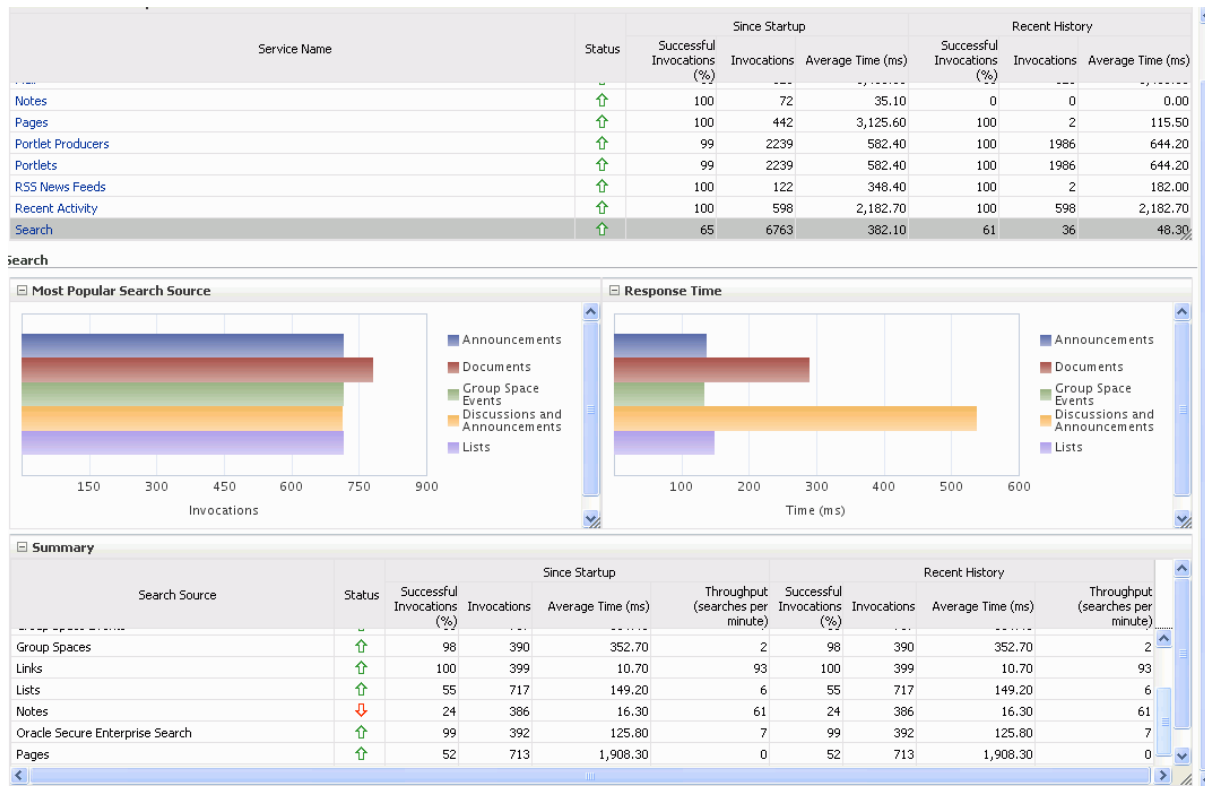 Since Startup Recent History
Service Name Status Successful Invocations (%) Invocations Average Time (ms) Successful Invocations (%) Invocations Average Time (ms)
Notes 100 72 35.10 0 0 0.00
Pages 100 442 3,125.60 100 2 115.50
Portlet Producers 99 2239 582.40 100 1986 644.20
Portlets 99 2239 582.40 100 1986 644.20
RSS News Feeds 100 122 348.40 100 2 182.00
Recent Activity 100 598 2,182.70 100 598 2,182.70
Search 65 6763 382.10 61 36 48.30
Search
Most Popular Search Source
Announcements
Documents
Group Space
Events
Discussions and
Announcements
Lists
150 300 450 600 750 900
Invocations
Response Time
Announcements
Documents
Group Space
Events
Discussions and
Announcements
Lists
100 200 300 400 500 600
Time (ms)
Summary
Since Startup Recent History
Search Source Status Successful Invocations (%) Invocations Average Time (ms) Throughput (searches per minute) Successful Invocations (%) Invocations Average Time (ms) Throughput (searches per minute)
Group Spaces 98 390 352.70 2 98 390 352.70 2
Links 100 399 10.70 93 100 399 10.70 93
Lists 55 717 149.20 6 55 717 149.20 6
Notes 24 386 16.30 61 24 386 16.30 61
Oracle Secure Enterprise Search 99 392 125.80 7 99 392 125.80 7
Pages 52 713 1,908.30 0 52 713 1,908.30 0